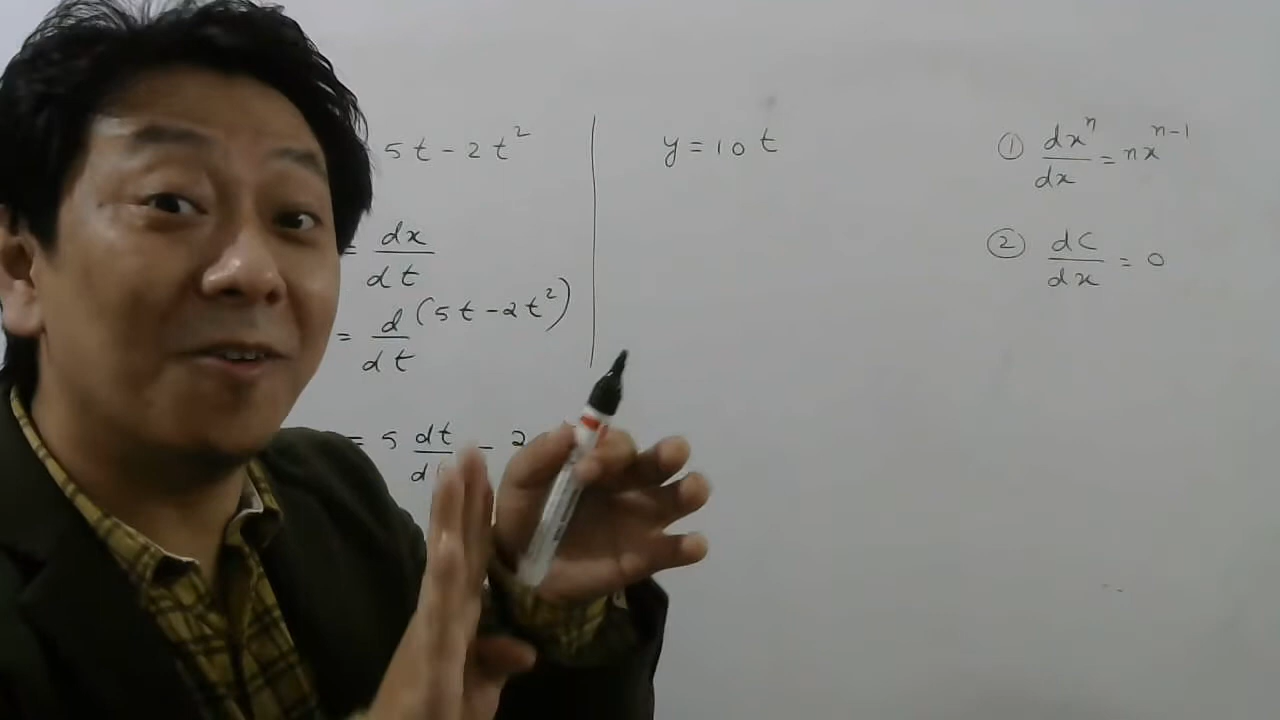 5t - 2t²
= dx/dt
= d/dt (5t - 2t²)
= 5 dt/d - 2
y = 10t
① dxⁿ/dx = nxⁿ⁻¹
② dC/dx = 0